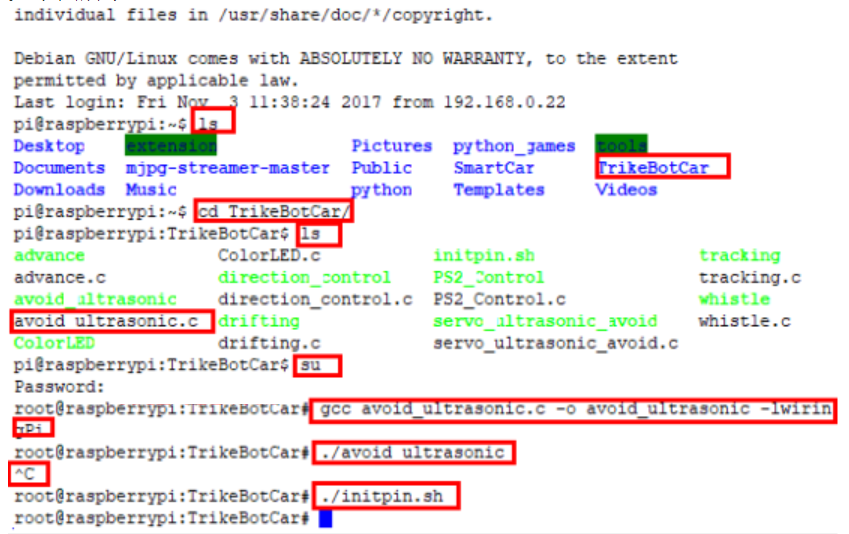 individual files in /usr/share/doc/*/copyright.
Debian GNU/Linux comes with ABSOLUTELY NO WARRANTY, to the extent
permitted by applicable law.
Last login: Fri Nov  3 11:38:24 2017 from 192.168.0.22
pi@raspberrypi:~$ ls
Desktop extension Pictures python_games tools
Documents mjpg-streamer-master Public SmartCar TrikeBotCar
Downloads Music python Templates Videos
pi@raspberrypi:~$ cd TrikeBotCar/
pi@raspberrypi:TrikeBotCar$ ls
advance ColorLED.c initpin.sh tracking
advance.c direction_control PS2_Control tracking.c
avoid_ultrasonic direction_control.c PS2_Control.c whistle
avoid_ultrasonic.c drifting servo_ultrasonic_avoid whistle.c
ColorLED drifting.c servo_ultrasonic_avoid.c
pi@raspberrypi:TrikeBotCar$ su
Password:
root@raspberrypi:TrikeBotCar# gcc avoid_ultrasonic.c -o avoid_ultrasonic -lwirin
gPi
root@raspberrypi:TrikeBotCar# ./avoid_ultrasonic
^C
root@raspberrypi:TrikeBotCar# ./initpin.sh
root@raspberrypi:TrikeBotCar#